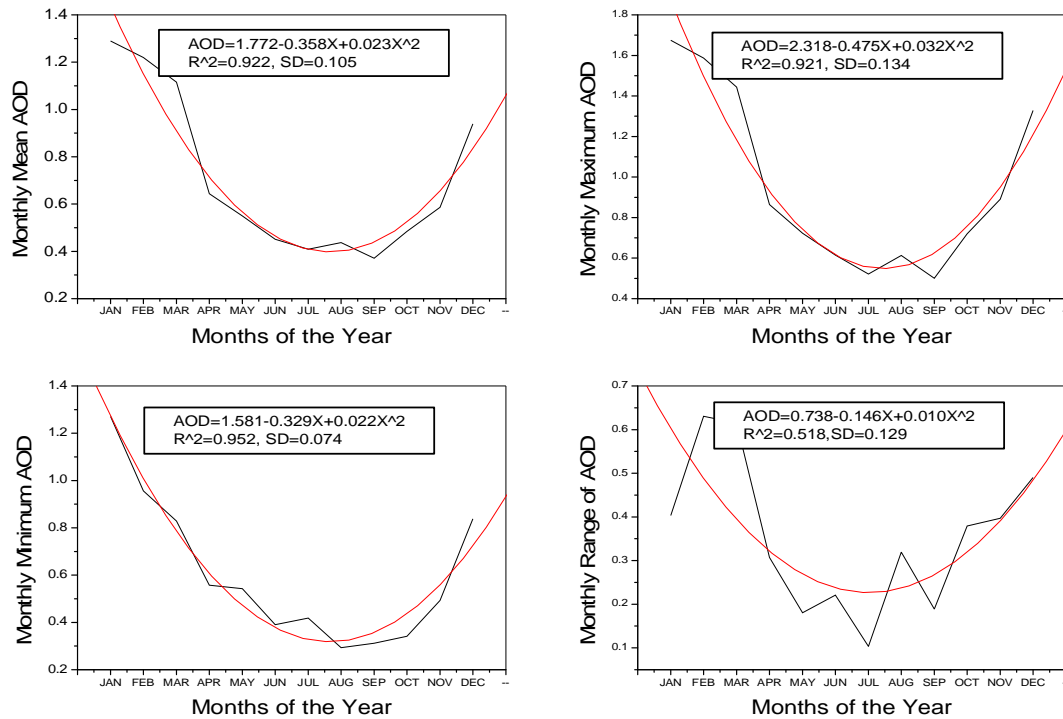 AOD=1.772-0.358X+0.023X^2
R^2=0.922, SD=0.105
Monthly Mean AOD
1.4
1.2
1.0
0.8
0.6
0.4
0.2
JAN FEB MAR APR MAY JUN JUL AUG SEP OCT NOV DEC --
Months of the Year
AOD=2.318-0.475X+0.032X^2
R^2=0.921, SD=0.134
Monthly Maximum AOD
1.8
1.6
1.4
1.2
1.0
0.8
0.6
0.4
JAN FEB MAR APR MAY JUN JUL AUG SEP OCT NOV DEC
Months of the Year
AOD=1.581-0.329X+0.022X^2
R^2=0.952, SD=0.074
Monthly Minimum AOD
1.4
1.2
1.0
0.8
0.6
0.4
0.2
JAN FEB MAR APR MAY JUN JUL AUG SEP OCT NOV DEC --
Months of the Year
AOD=0.738-0.146X+0.010X^2
R^2=0.518,SD=0.129
Monthly Range of AOD
0.7
0.6
0.5
0.4
0.3
0.2
0.1
JAN FEB MAR APR MAY JUN JUL AUG SEP OCT NOV DEC
Months of the Year